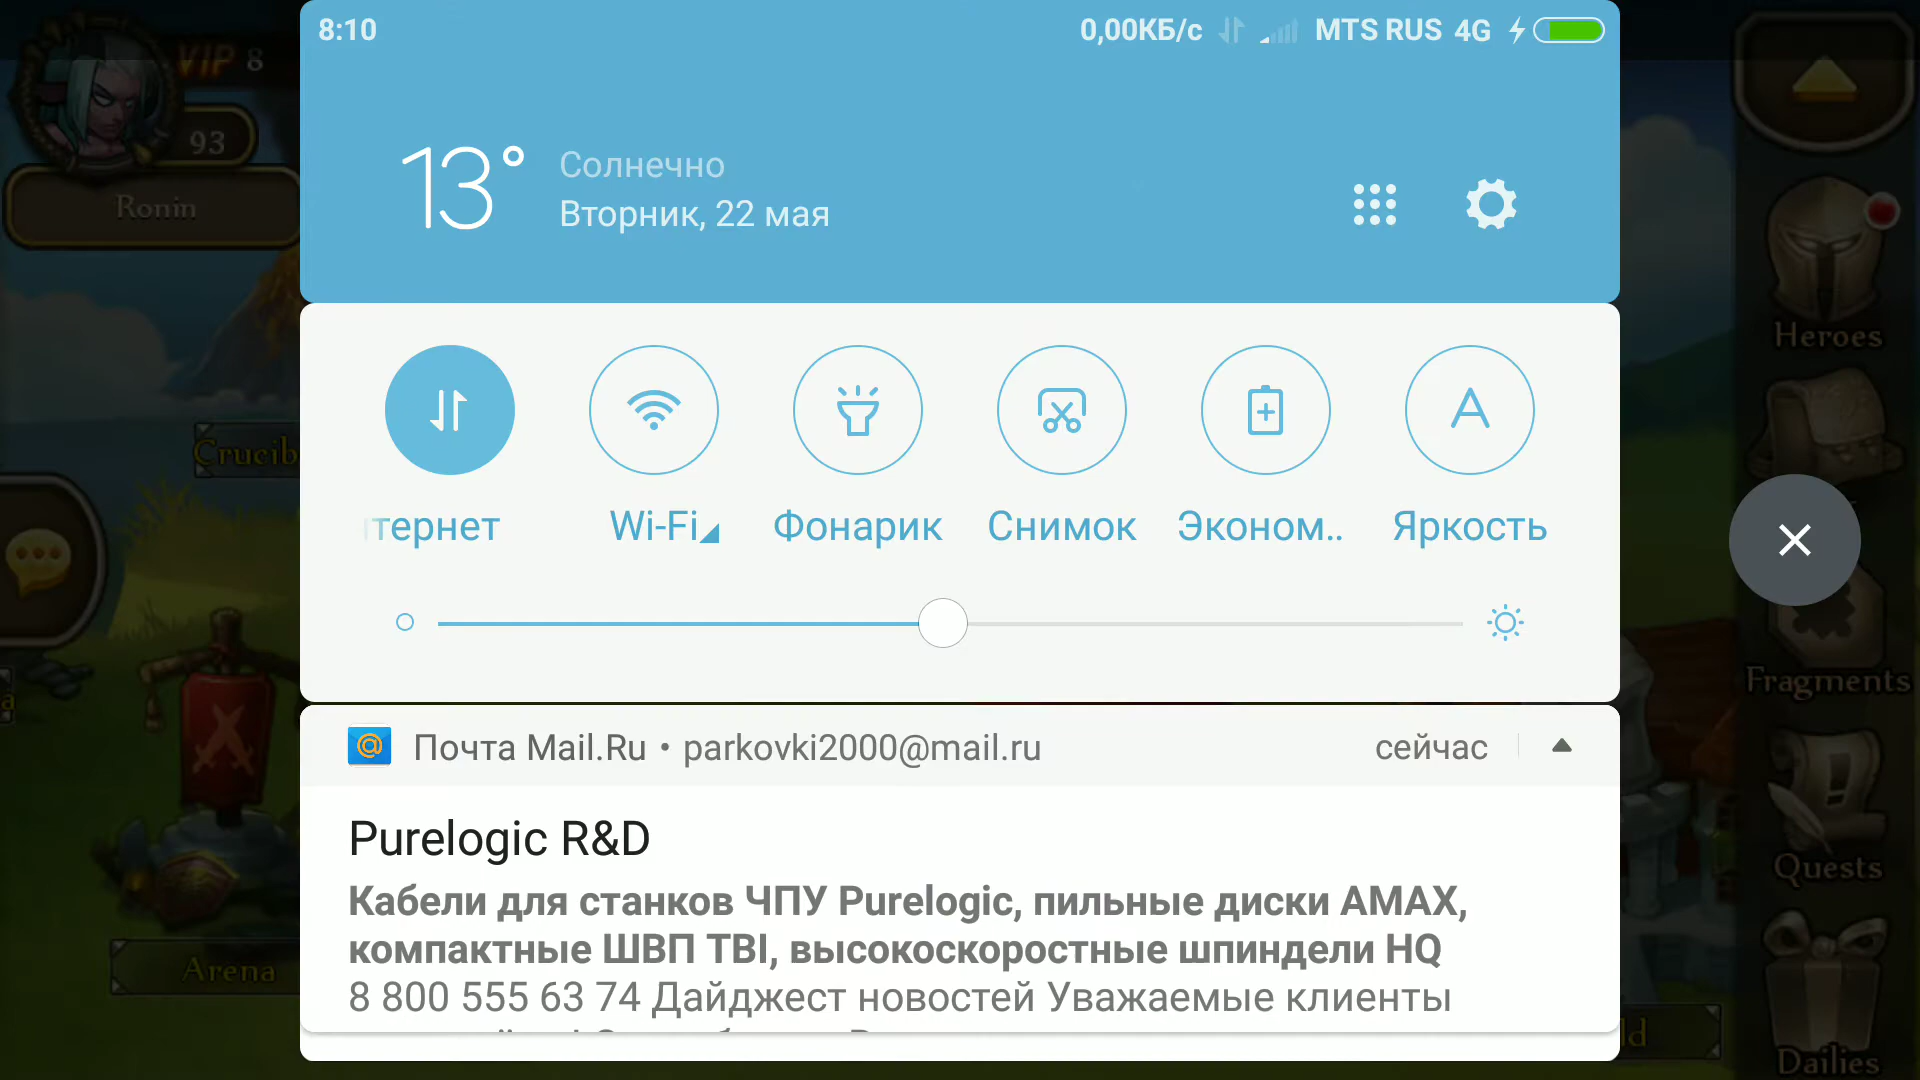 8:10
0,00КБ/с
MTS RUS 4G
VIP 8
93
Ronin
13°
Солнечно
Вторник, 22 мая
Heroes
тернет
Wi-Fi
Фонарик
Снимок
Эконом..
Яркость
Fragments
Почта Mail.Ru • parkovki2000@mail.ru
сейчас
Purelogic R&D
Кабели для станков ЧПУ Purelogic, пильные диски AMAX,
компактные ШВП TBI, высокоскоростные шпиндели HQ
8 800 555 63 74 Дайджест новостей Уважаемые клиенты
Quests
Arena
Dailies